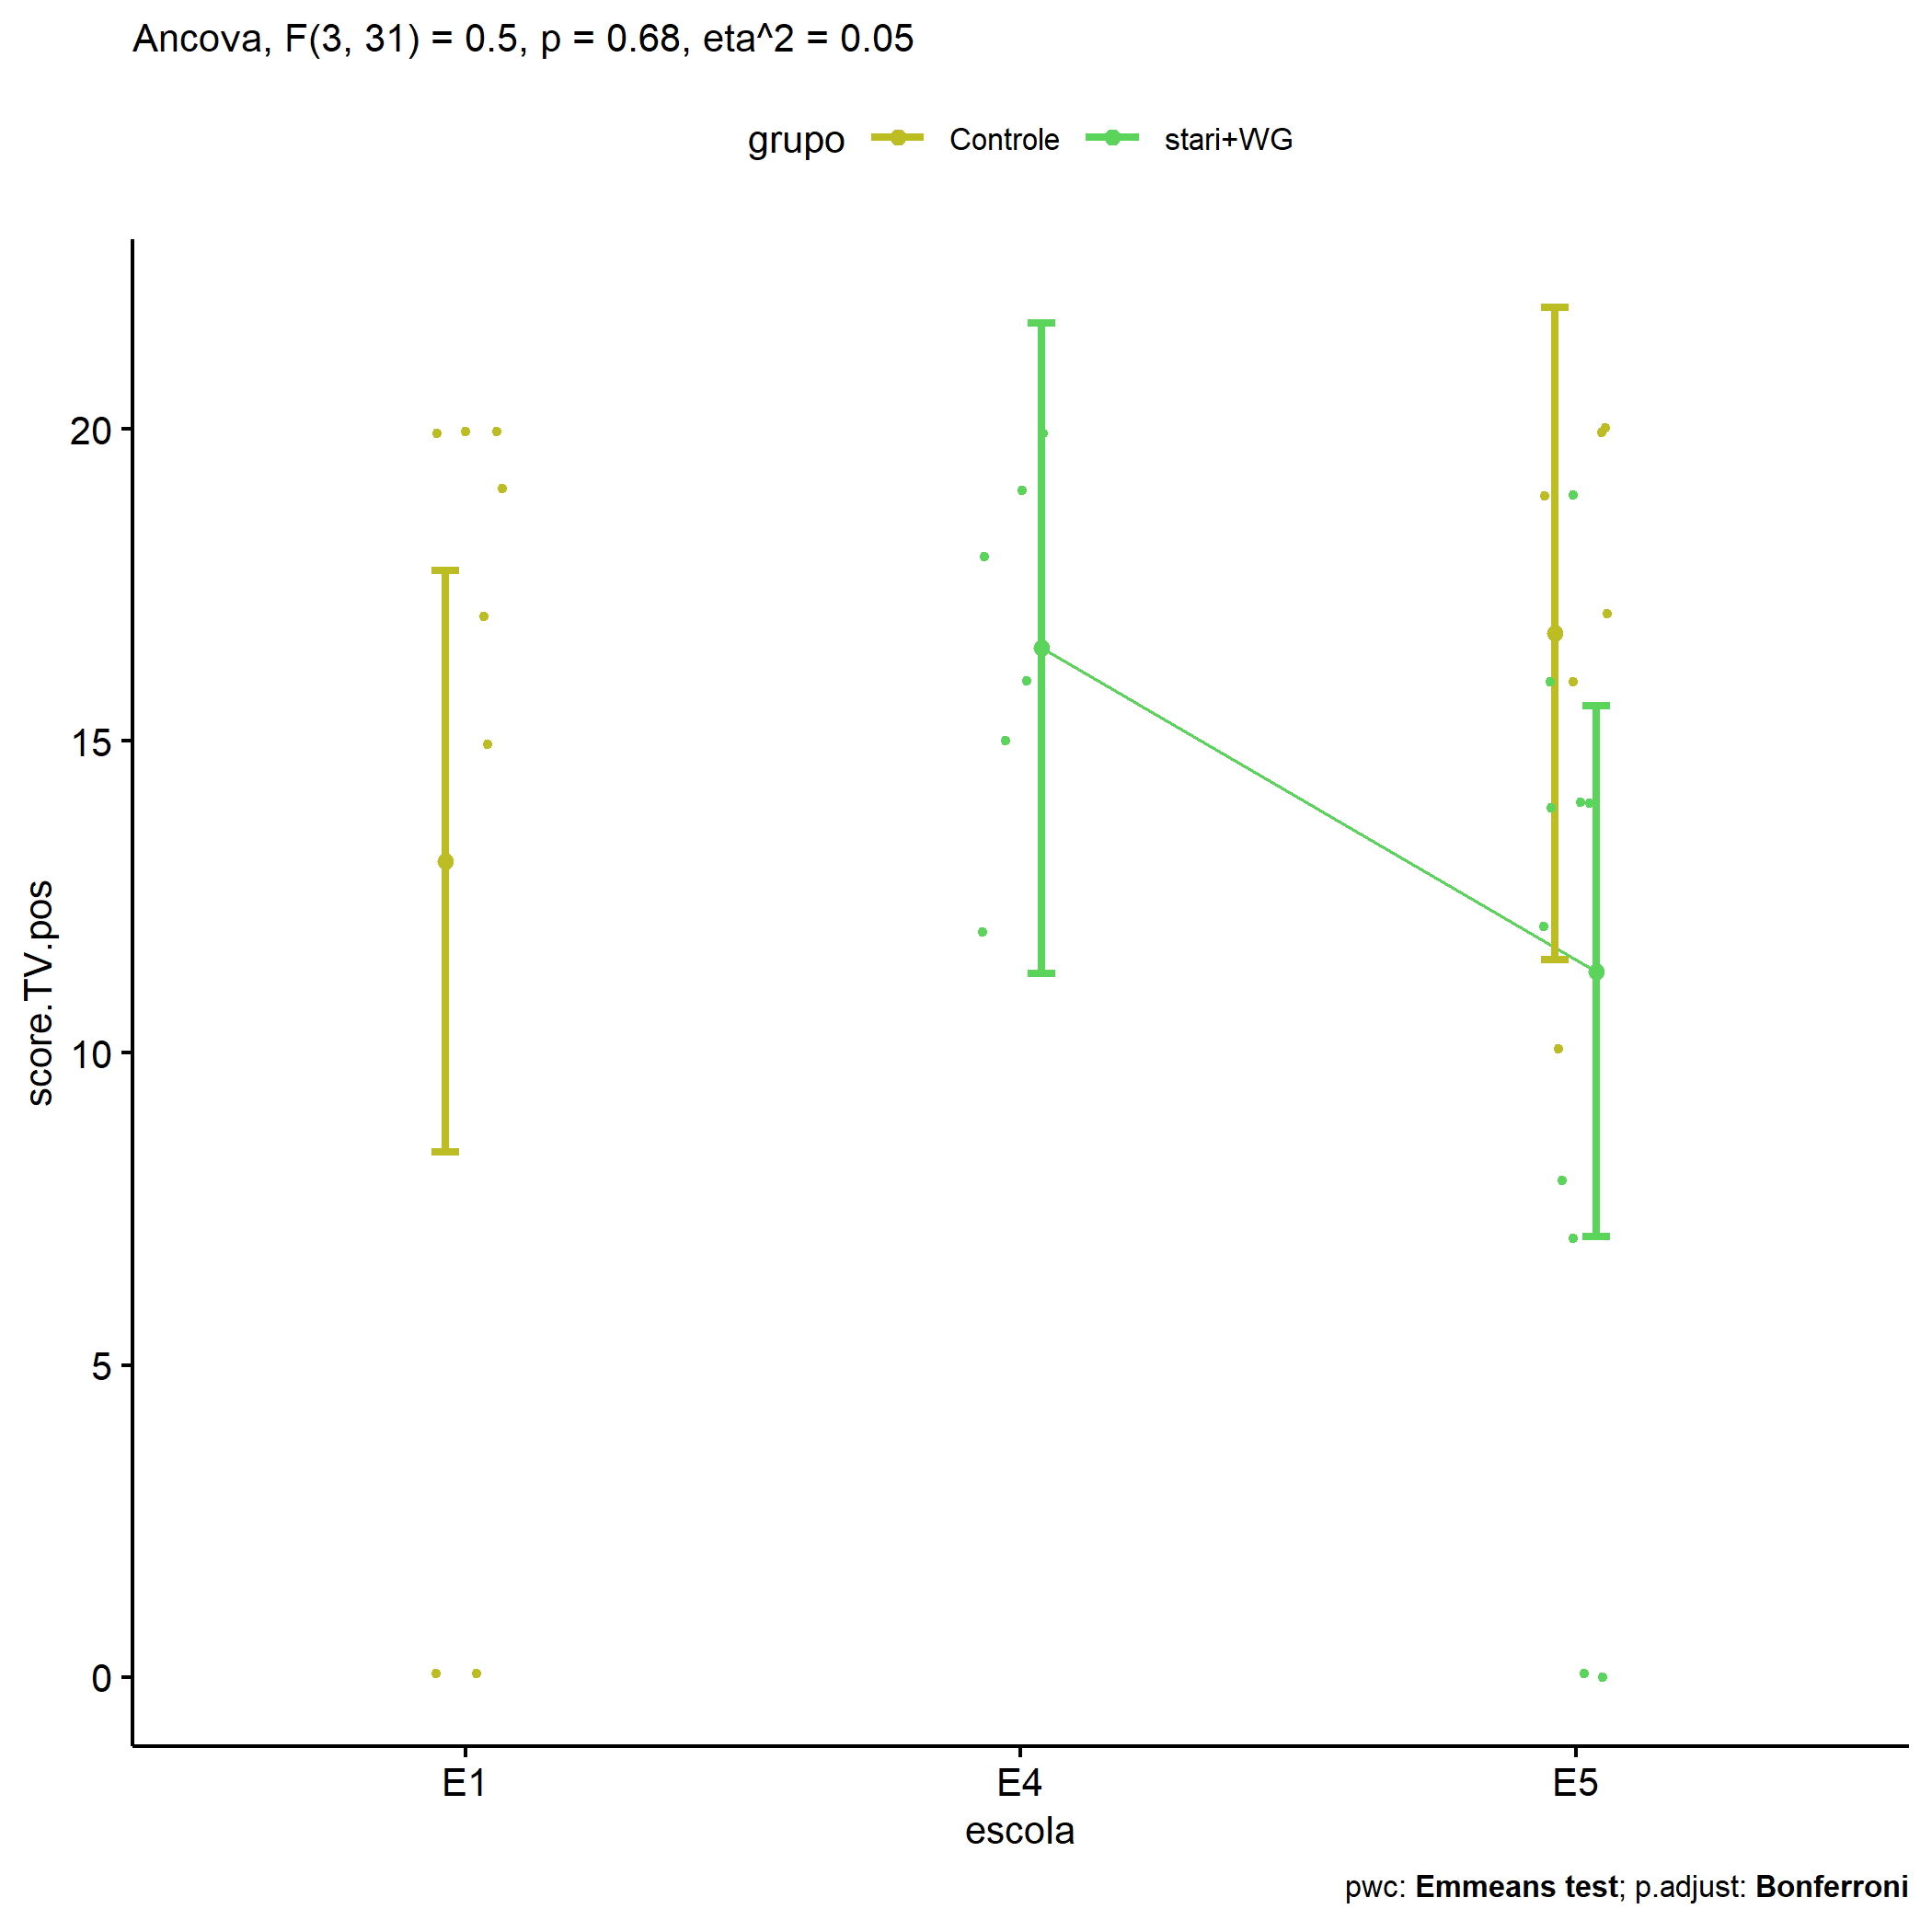 Ancova, F(3, 31) = 0.5, p = 0.68, eta^2 = 0.05
grupo Controle stari+WG
score.TV.pos
20
15
10
5
0
E1 E4 E5
escola
pwc: Emmeans test; p.adjust: Bonferroni